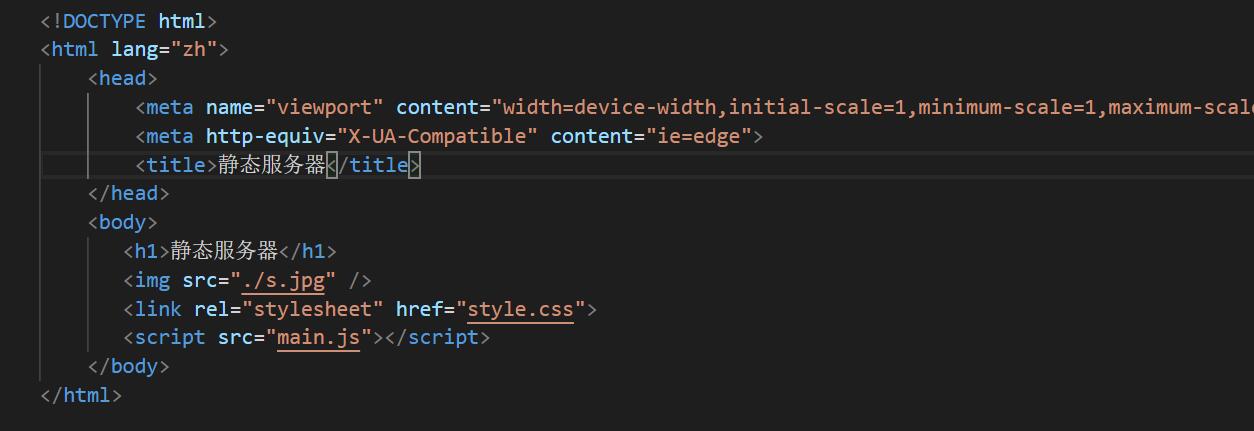 <!DOCTYPE html>
<html lang="zh">
<head>
<meta name="viewport" content="width=device-width,initial-scale=1,minimum-scale=1,maximum-scale
<meta http-equiv="X-UA-Compatible" content="ie=edge">
<title>静态服务器</title>
</head>
<body>
<h1>静态服务器</h1>
<img src="./s.jpg" />
<link rel="stylesheet" href="style.css">
<script src="main.js"></script>
</body>
</html>